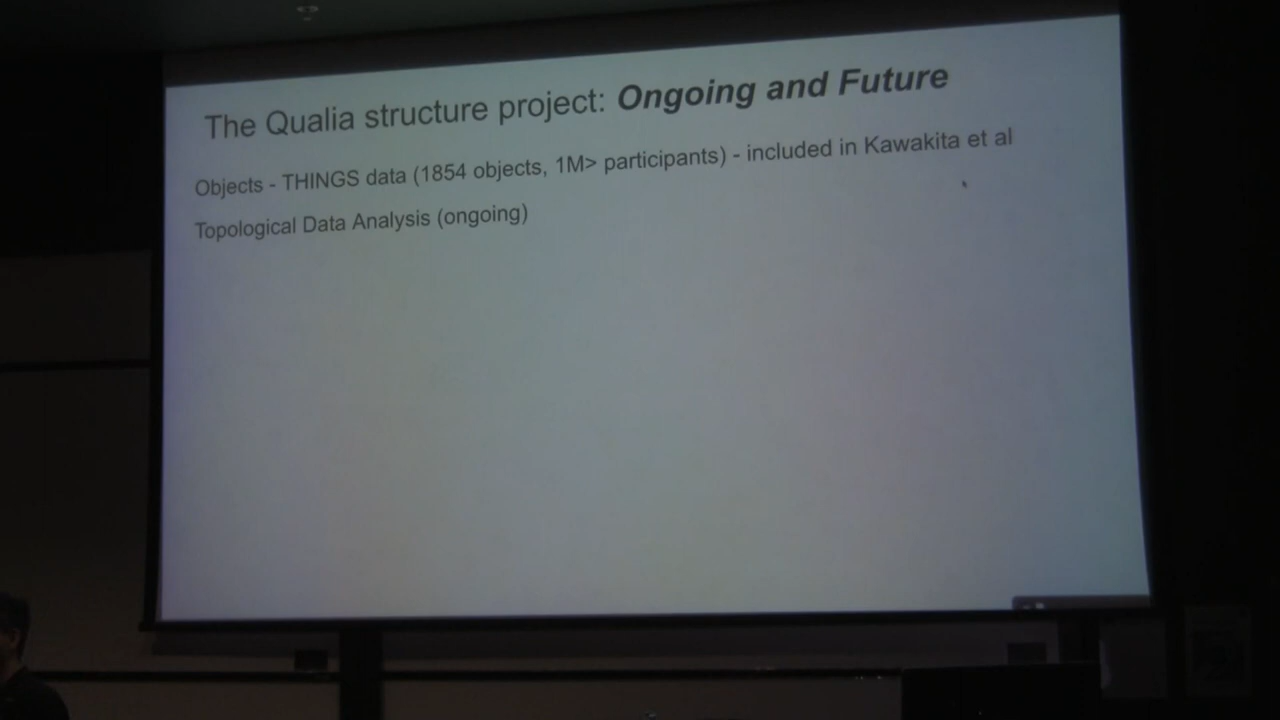 The Qualia structure project: Ongoing and Future
Objects - THINGS data (1854 objects, 1M> participants) - included in Kawakita et al
Topological Data Analysis (ongoing)